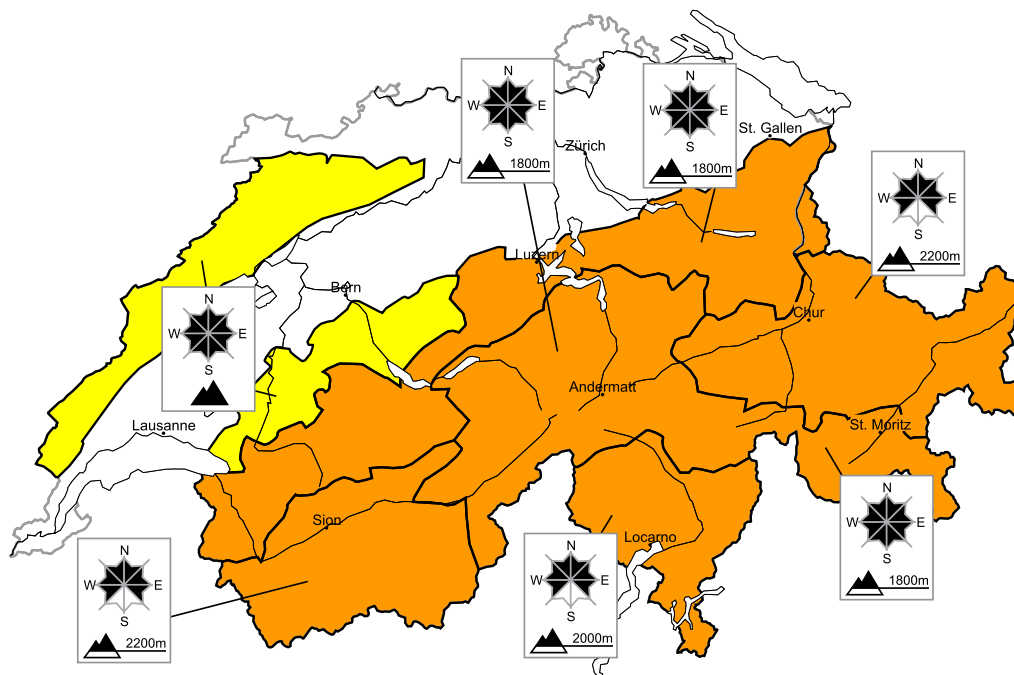 N
W E
S
1800m
N
W E
S
1800m
St. Gallen
Zürich
N
W E
S
2200m
Luzern
Bern
N
W E
S
Chur
Andermatt
Lausanne
St. Moritz
N
W E
S
1800m
Sion
Locarno
N
W E
S
2200m
N
W E
S
2000m